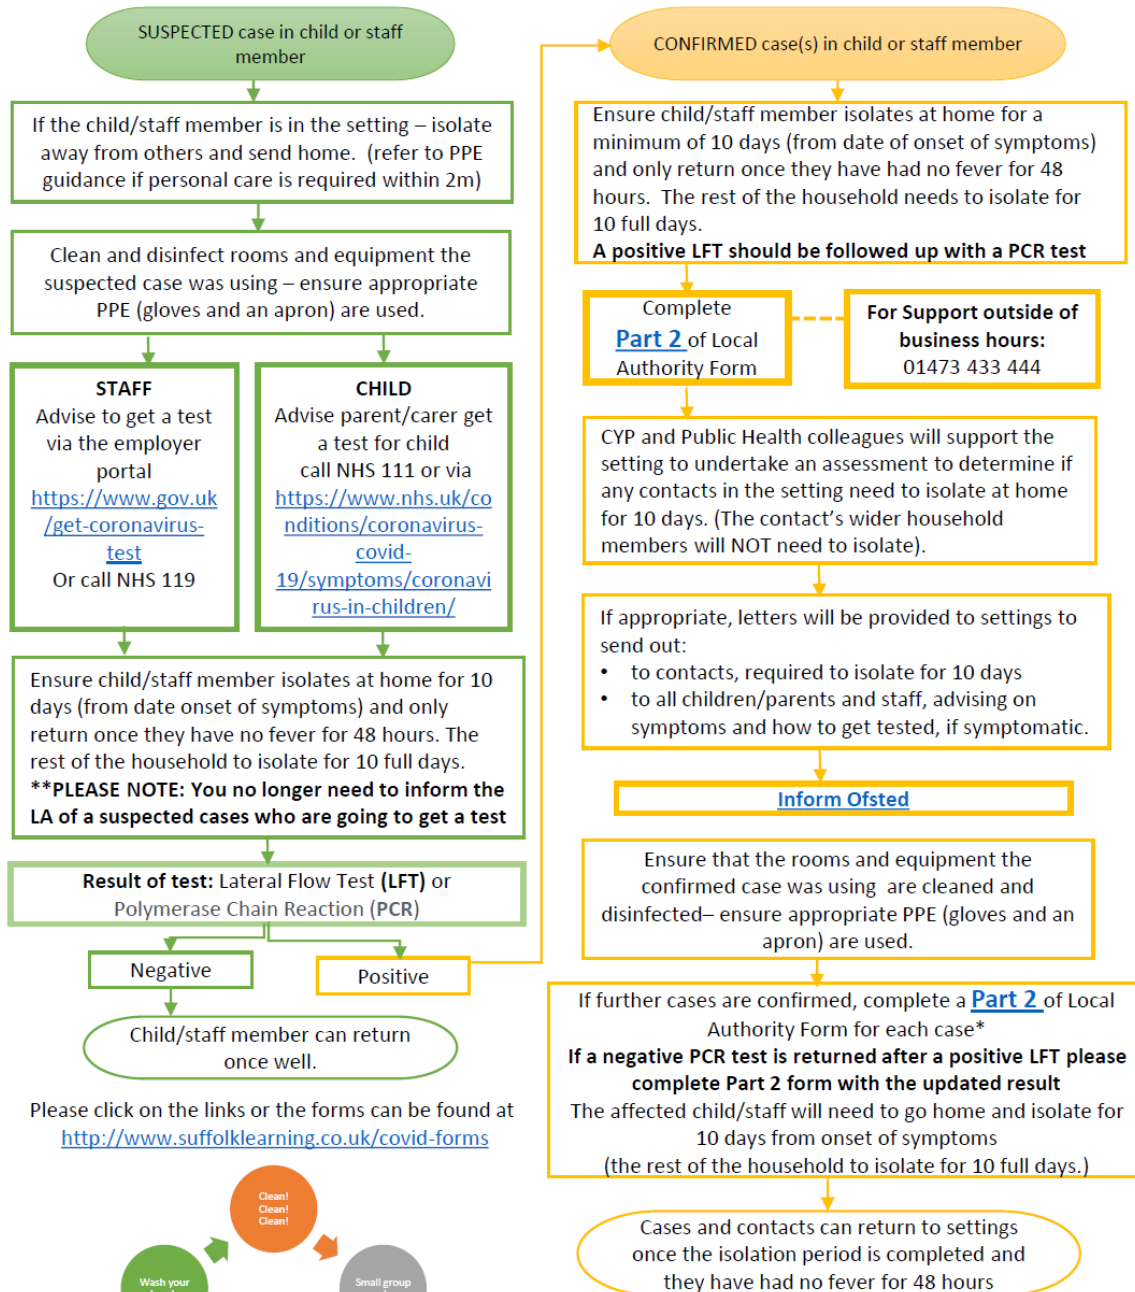 SUSPECTED case in child or staff
member
If the child/staff member is in the setting – isolate
away from others and send home.  (refer to PPE
guidance if personal care is required within 2m)
Clean and disinfect rooms and equipment the
suspected case was using – ensure appropriate
PPE (gloves and an apron) are used.
STAFF
Advise to get a test
via the employer
portal
https://www.gov.uk
/get-coronavirus-
test
Or call NHS 119
CHILD
Advise parent/carer get
a test for child
call NHS 111 or via
https://www.nhs.uk/co
nditions/coronavirus-
covid-
19/symptoms/coronavi
rus-in-children/
Ensure child/staff member isolates at home for 10
days (from date onset of symptoms) and only
return once they have no fever for 48 hours. The
rest of the household to isolate for 10 full days.
**PLEASE NOTE: You no longer need to inform the
LA of a suspected cases who are going to get a test
Result of test: Lateral Flow Test (LFT) or
Polymerase Chain Reaction (PCR)
Negative
Positive
Child/staff member can return
once well.
Please click on the links or the forms can be found at
http://www.suffolklearning.co.uk/covid-forms
Clean!
Clean!
Clean!
Wash your
Small group
CONFIRMED case(s) in child or staff member
Ensure child/staff member isolates at home for a
minimum of 10 days (from date of onset of symptoms)
and only return once they have had no fever for 48
hours.  The rest of the household needs to isolate for
10 full days.
A positive LFT should be followed up with a PCR test
Complete
Part 2 of Local
Authority Form
For Support outside of
business hours:
01473 433 444
CYP and Public Health colleagues will support the
setting to undertake an assessment to determine if
any contacts in the setting need to isolate at home
for 10 days. (The contact's wider household
members will NOT need to isolate).
If appropriate, letters will be provided to settings to
send out:
• to contacts, required to isolate for 10 days
• to all children/parents and staff, advising on
symptoms and how to get tested, if symptomatic.
Inform Ofsted
Ensure that the rooms and equipment the
confirmed case was using  are cleaned and
disinfected– ensure appropriate PPE (gloves and an
apron) are used.
If further cases are confirmed, complete a Part 2 of Local
Authority Form for each case*
If a negative PCR test is returned after a positive LFT please
complete Part 2 form with the updated result
The affected child/staff will need to go home and isolate for
10 days from onset of symptoms
(the rest of the household to isolate for 10 full days.)
Cases and contacts can return to settings
once the isolation period is completed and
they have had no fever for 48 hours